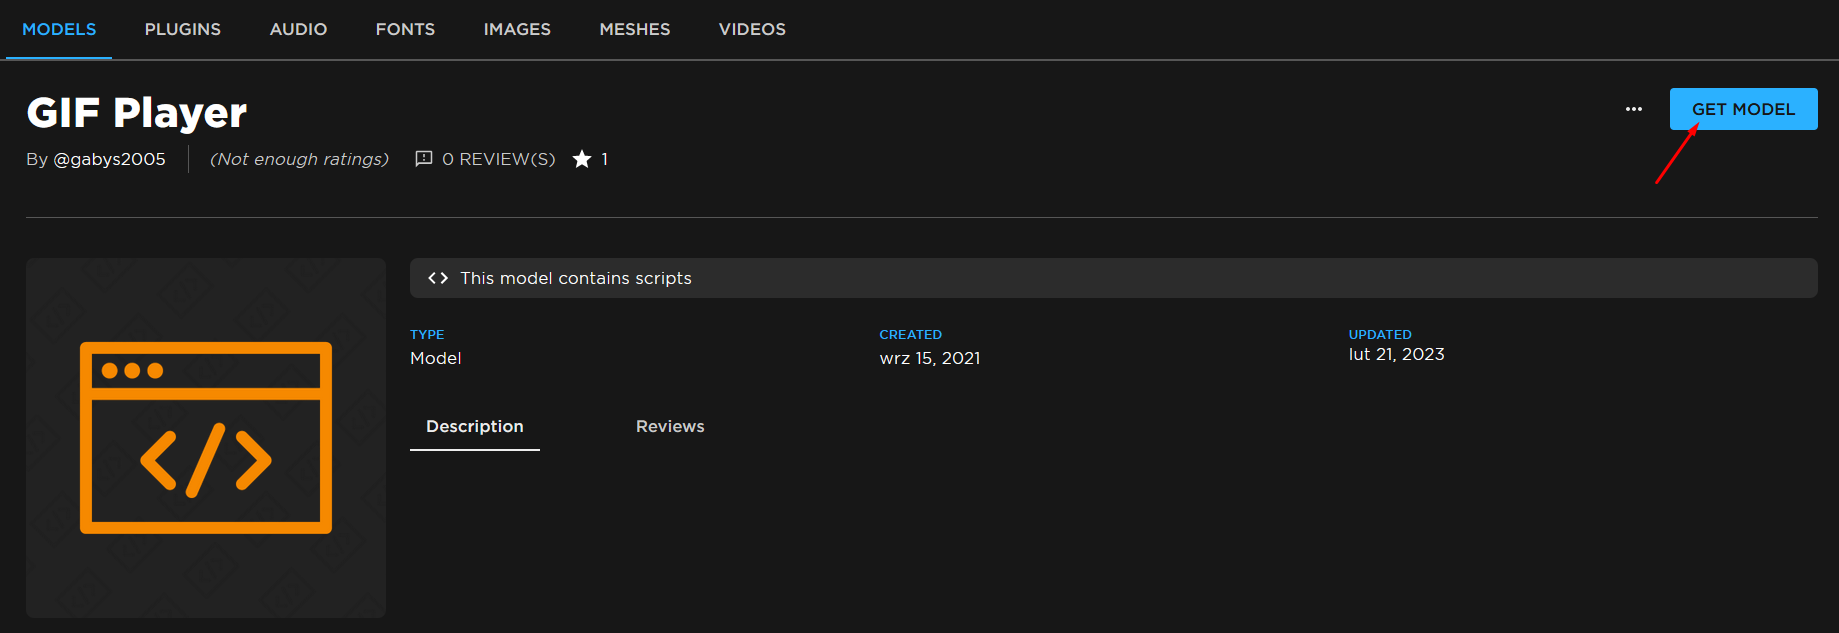 MODELS PLUGINS AUDIO FONTS IMAGES MESHES VIDEOS
GIF Player
GET MODEL
By @gabys2005 (Not enough ratings) 0 REVIEW(S) 1
This model contains scripts
TYPE CREATED UPDATED
Model wrz 15, 2021 lut 21, 2023
Description Reviews